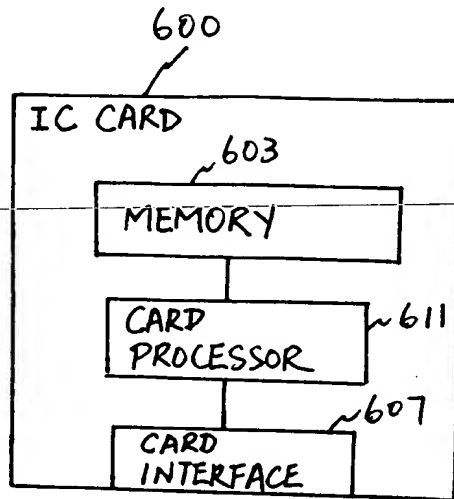 600
IC CARD
603
MEMORY
CARD
PROCESSOR
611
607
CARD
INTERFACE